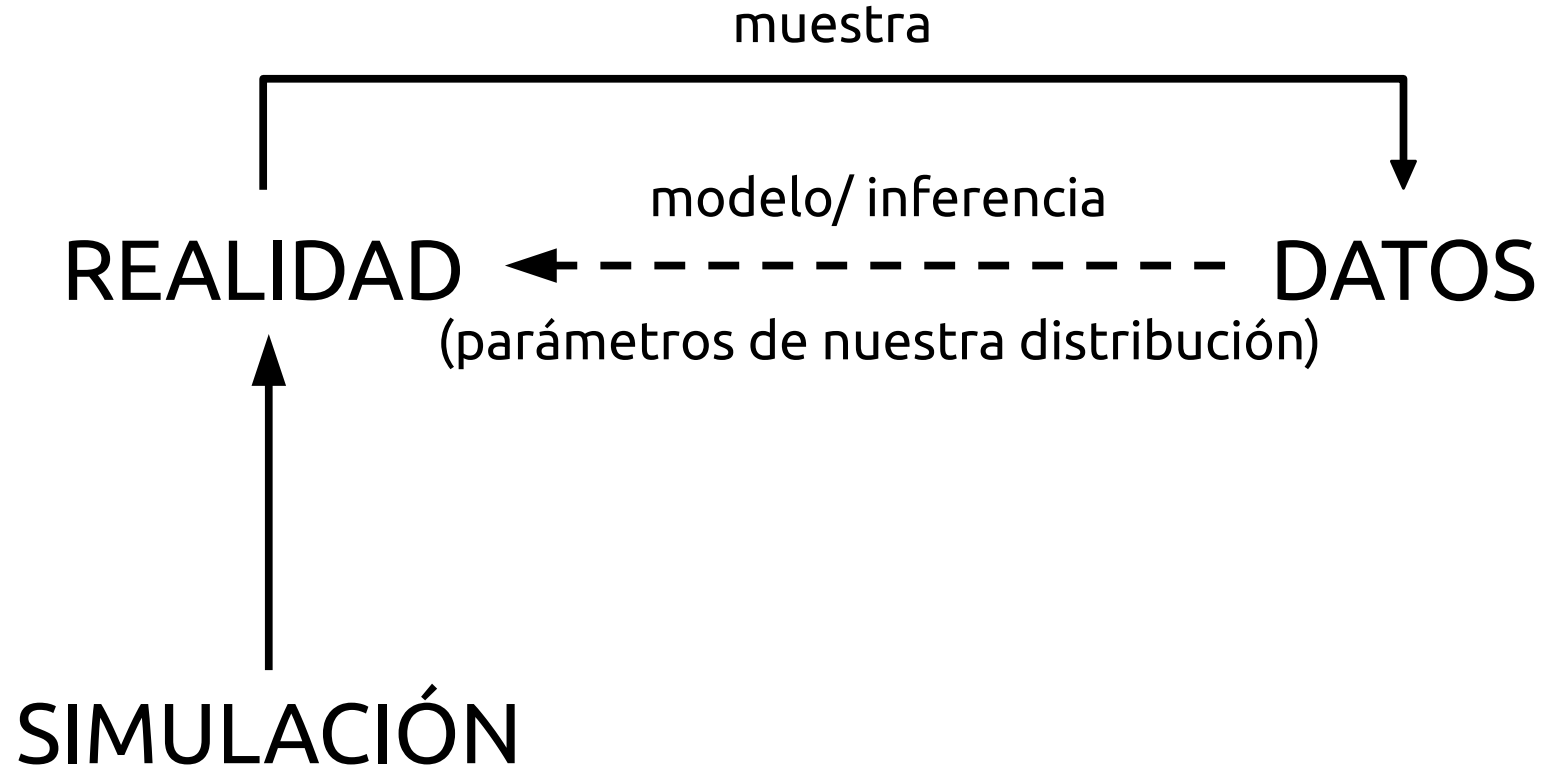 muestra
modelo/ inferencia
REALIDAD
DATOS
(parámetros de nuestra distribución)
SIMULACIÓN